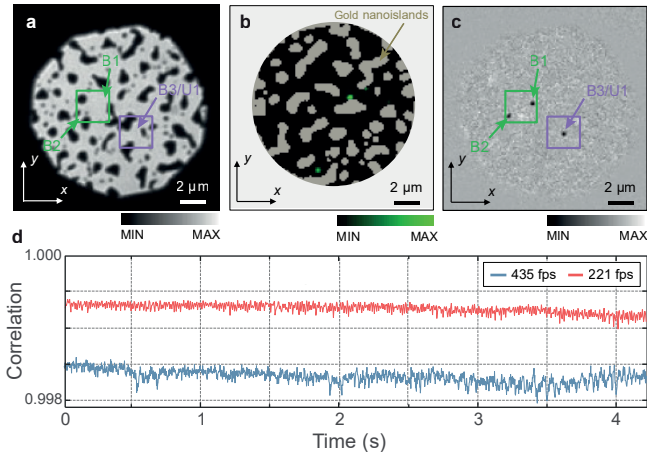 a
B1
B3/U1
B2
y
x
2 μm
MIN MAX
b
Gold nanoislands
y
x
2 μm
MIN MAX
c
B1
B3/U1
B2
y
x
2 μm
MIN MAX
d
1.000
0.998
Correlation
435 fps 221 fps
0 1 2 3 4
Time (s)